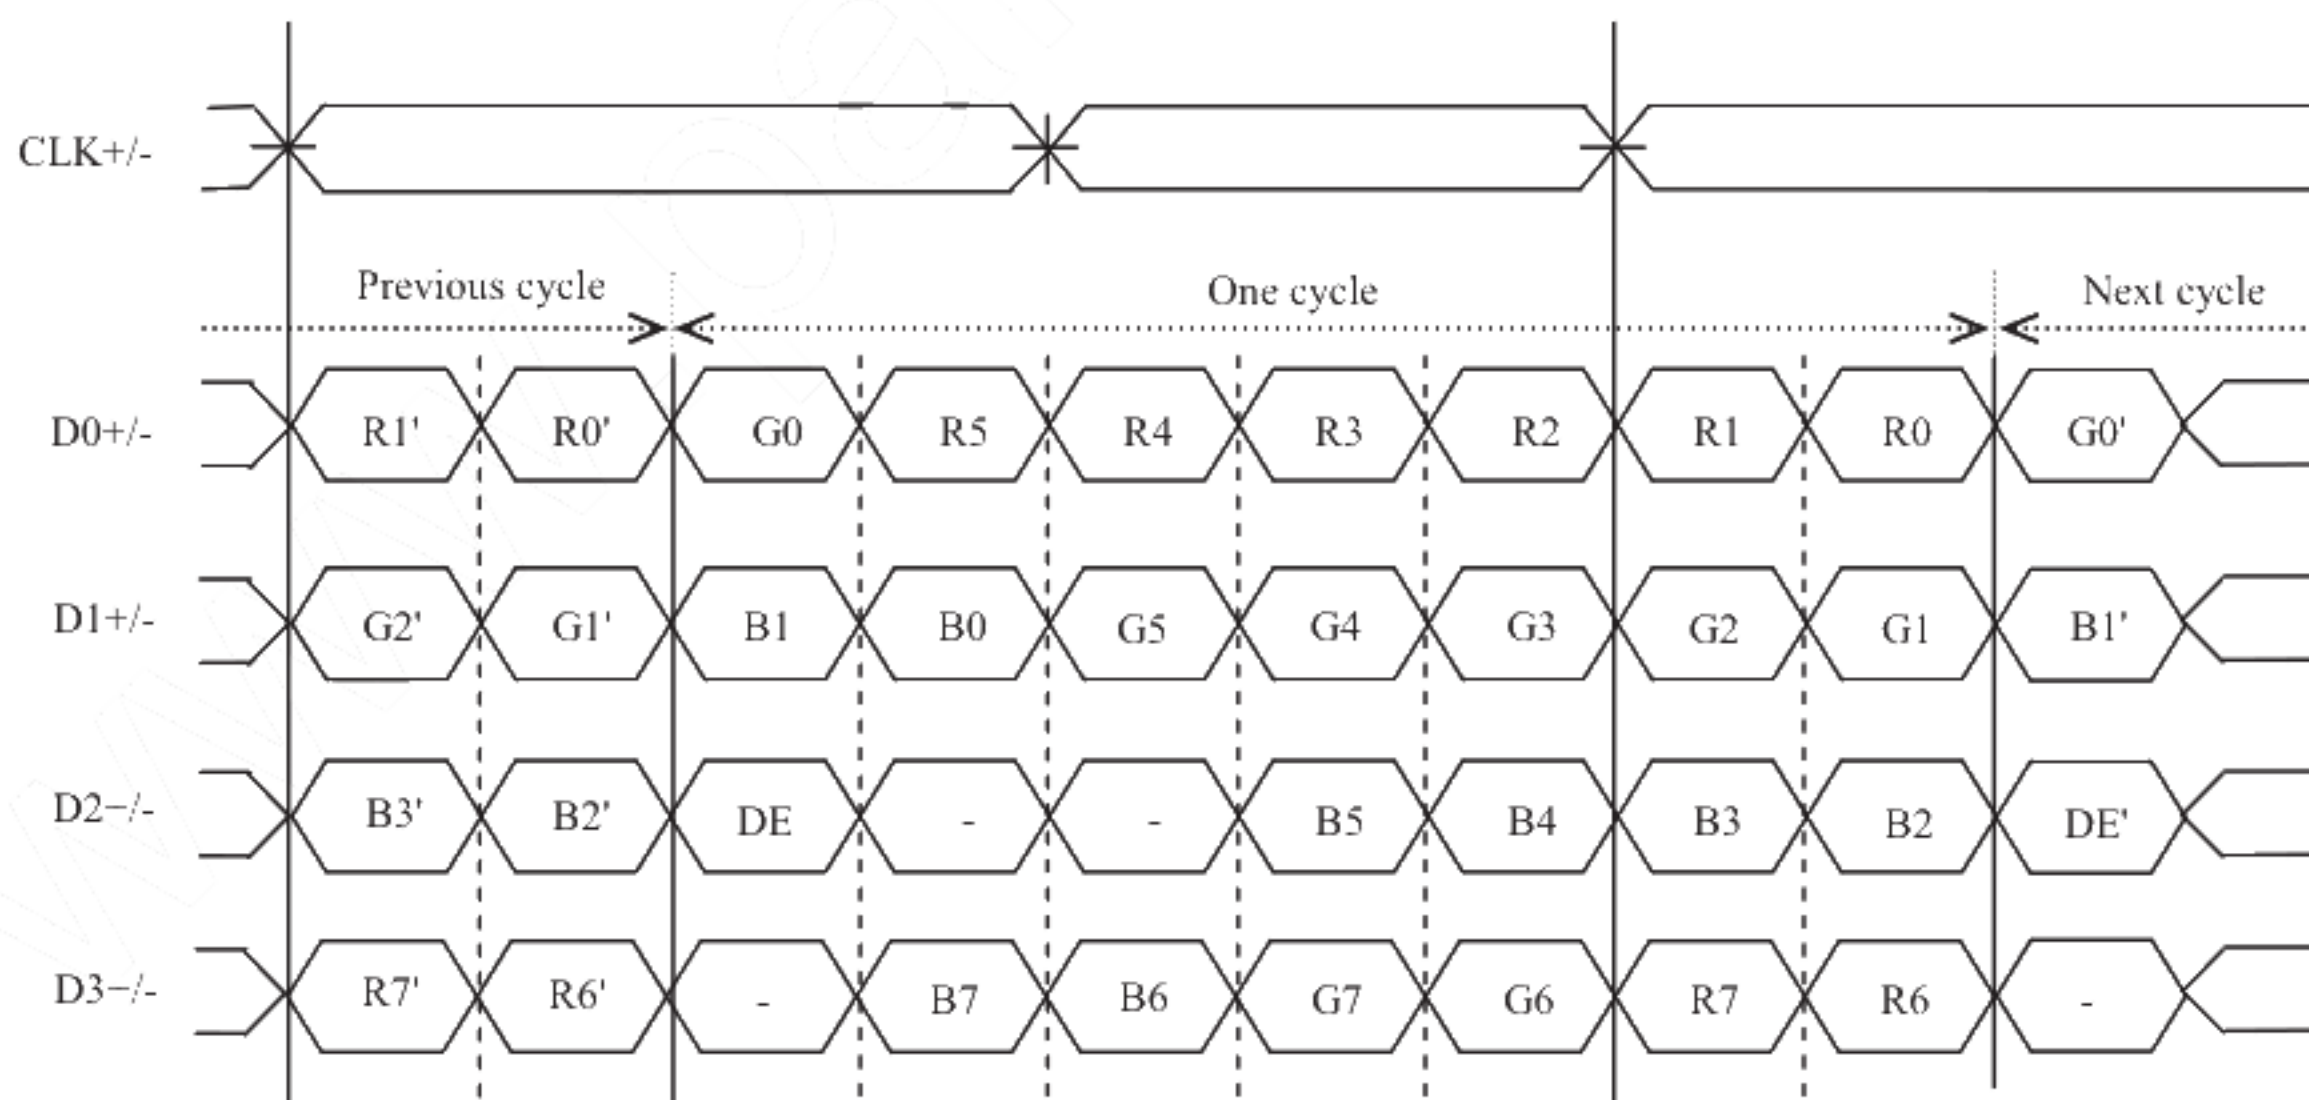 CLK+/-
Previous cycle One cycle Next cycle
D0+/- R1' R0' G0 R5 R4 R3 R2 R1 R0 G0'
D1+/- G2' G1' B1 B0 G5 G4 G3 G2 G1 B1'
D2−/- B3' B2' DE - - B5 B4 B3 B2 DE'
D3−/- R7' R6' - B7 B6 G7 G6 R7 R6 -